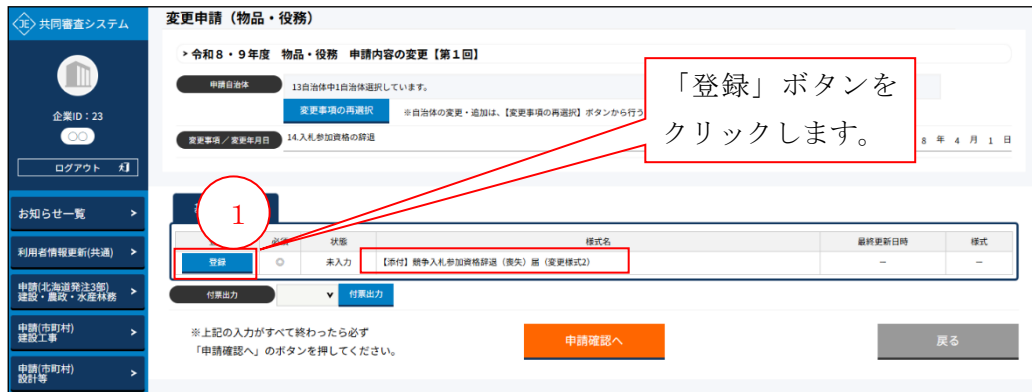 JE 共同審査システム
企業ID：23
○○
ログアウト
お知らせ一覧 >
利用者情報更新(共通) >
申請(北海道発注3部)
建設・農政・水産林務 >
申請(市町村)
建設工事 >
申請(市町村)
設計等 >
変更申請（物品・役務）
> 令和8・9年度 物品・役務 申請内容の変更【第１回】
申請自治体 13自治体中1自治体選択しています。
変更事項の再選択 ※自治体の変更・追加は、【変更事項の再選択】ボタンから行う
変更事項／変更年月日 14.入札参加資格の辞退 8 年 4 月 1 日
「登録」ボタンを
クリックします。
1
状態 様式名 最終更新日時 様式
登録 ◎ 未入力 【添付】競争入札参加資格辞退（喪失）届（変更様式2） － －
付票出力 付票出力
※上記の入力がすべて終わったら必ず
「申請確認へ」のボタンを押してください。
申請確認へ
戻る